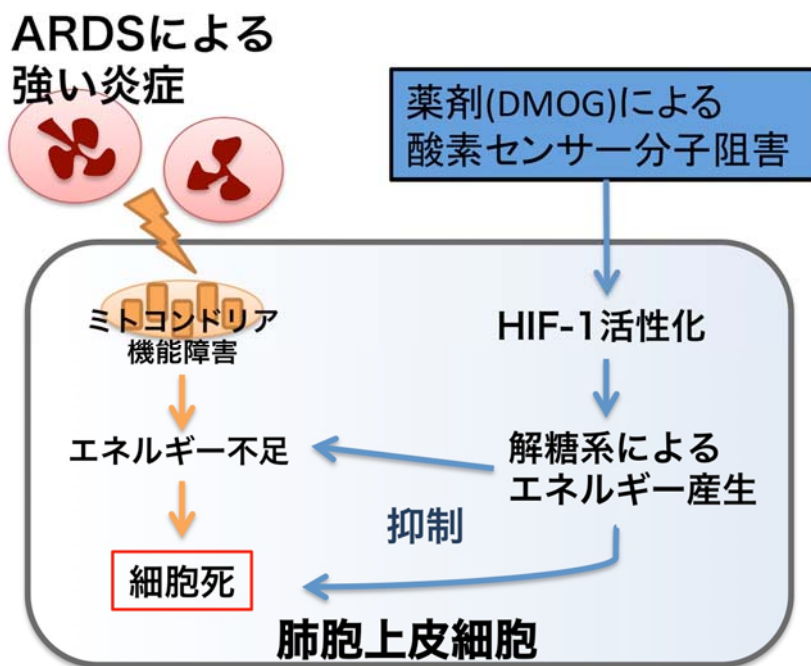 ARDSによる
強い炎症
薬剤(DMOG)による
酸素センサー分子阻害
ミトコンドリア
機能障害
HIF-1活性化
エネルギー不足
解糖系による
エネルギー産生
抑制
細胞死
肺胞上皮細胞